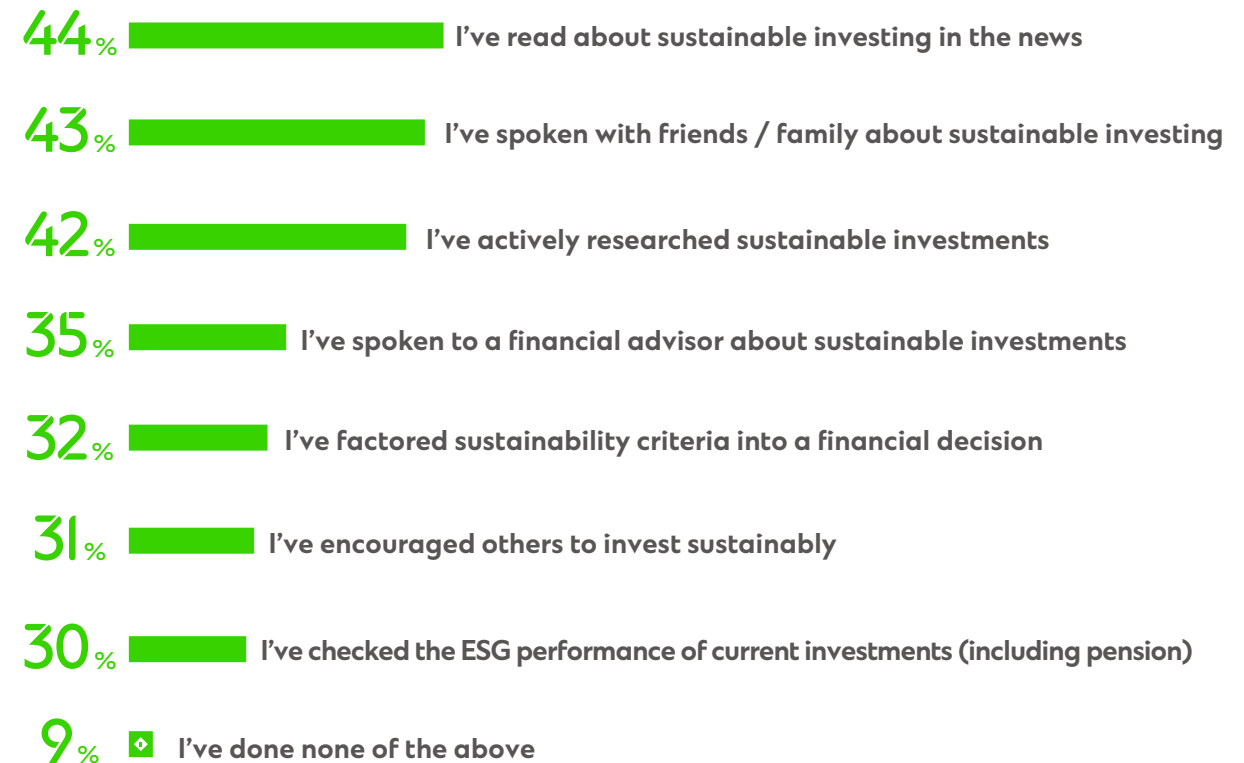 44% I’ve read about sustainable investing in the news
43% I’ve spoken with friends / family about sustainable investing
42% I’ve actively researched sustainable investments
35% I’ve spoken to a financial advisor about sustainable investments
32% I’ve factored sustainability criteria into a financial decision
31% I’ve encouraged others to invest sustainably
30% I’ve checked the ESG performance of current investments (including pension)
9% I’ve done none of the above